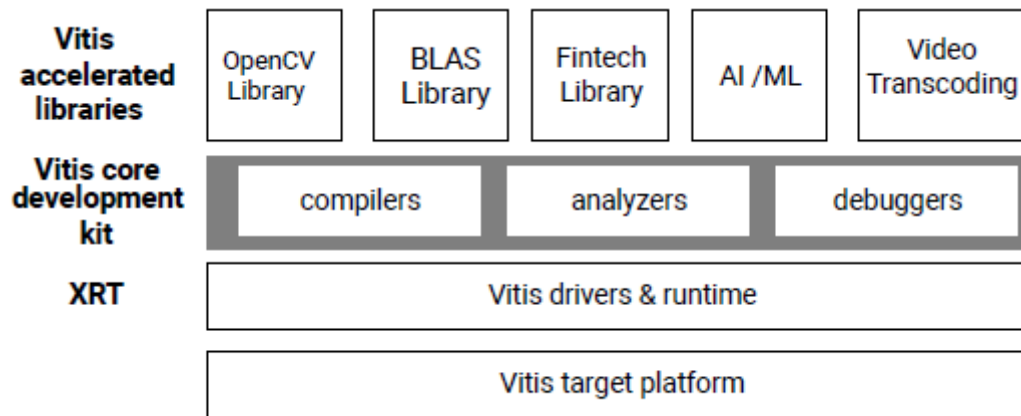 Vitis
accelerated
libraries
OpenCV
Library
BLAS
Library
Fintech
Library
AI /ML
Video
Transcoding
Vitis core
development
kit
compilers
analyzers
debuggers
XRT
Vitis drivers & runtime
Vitis target platform